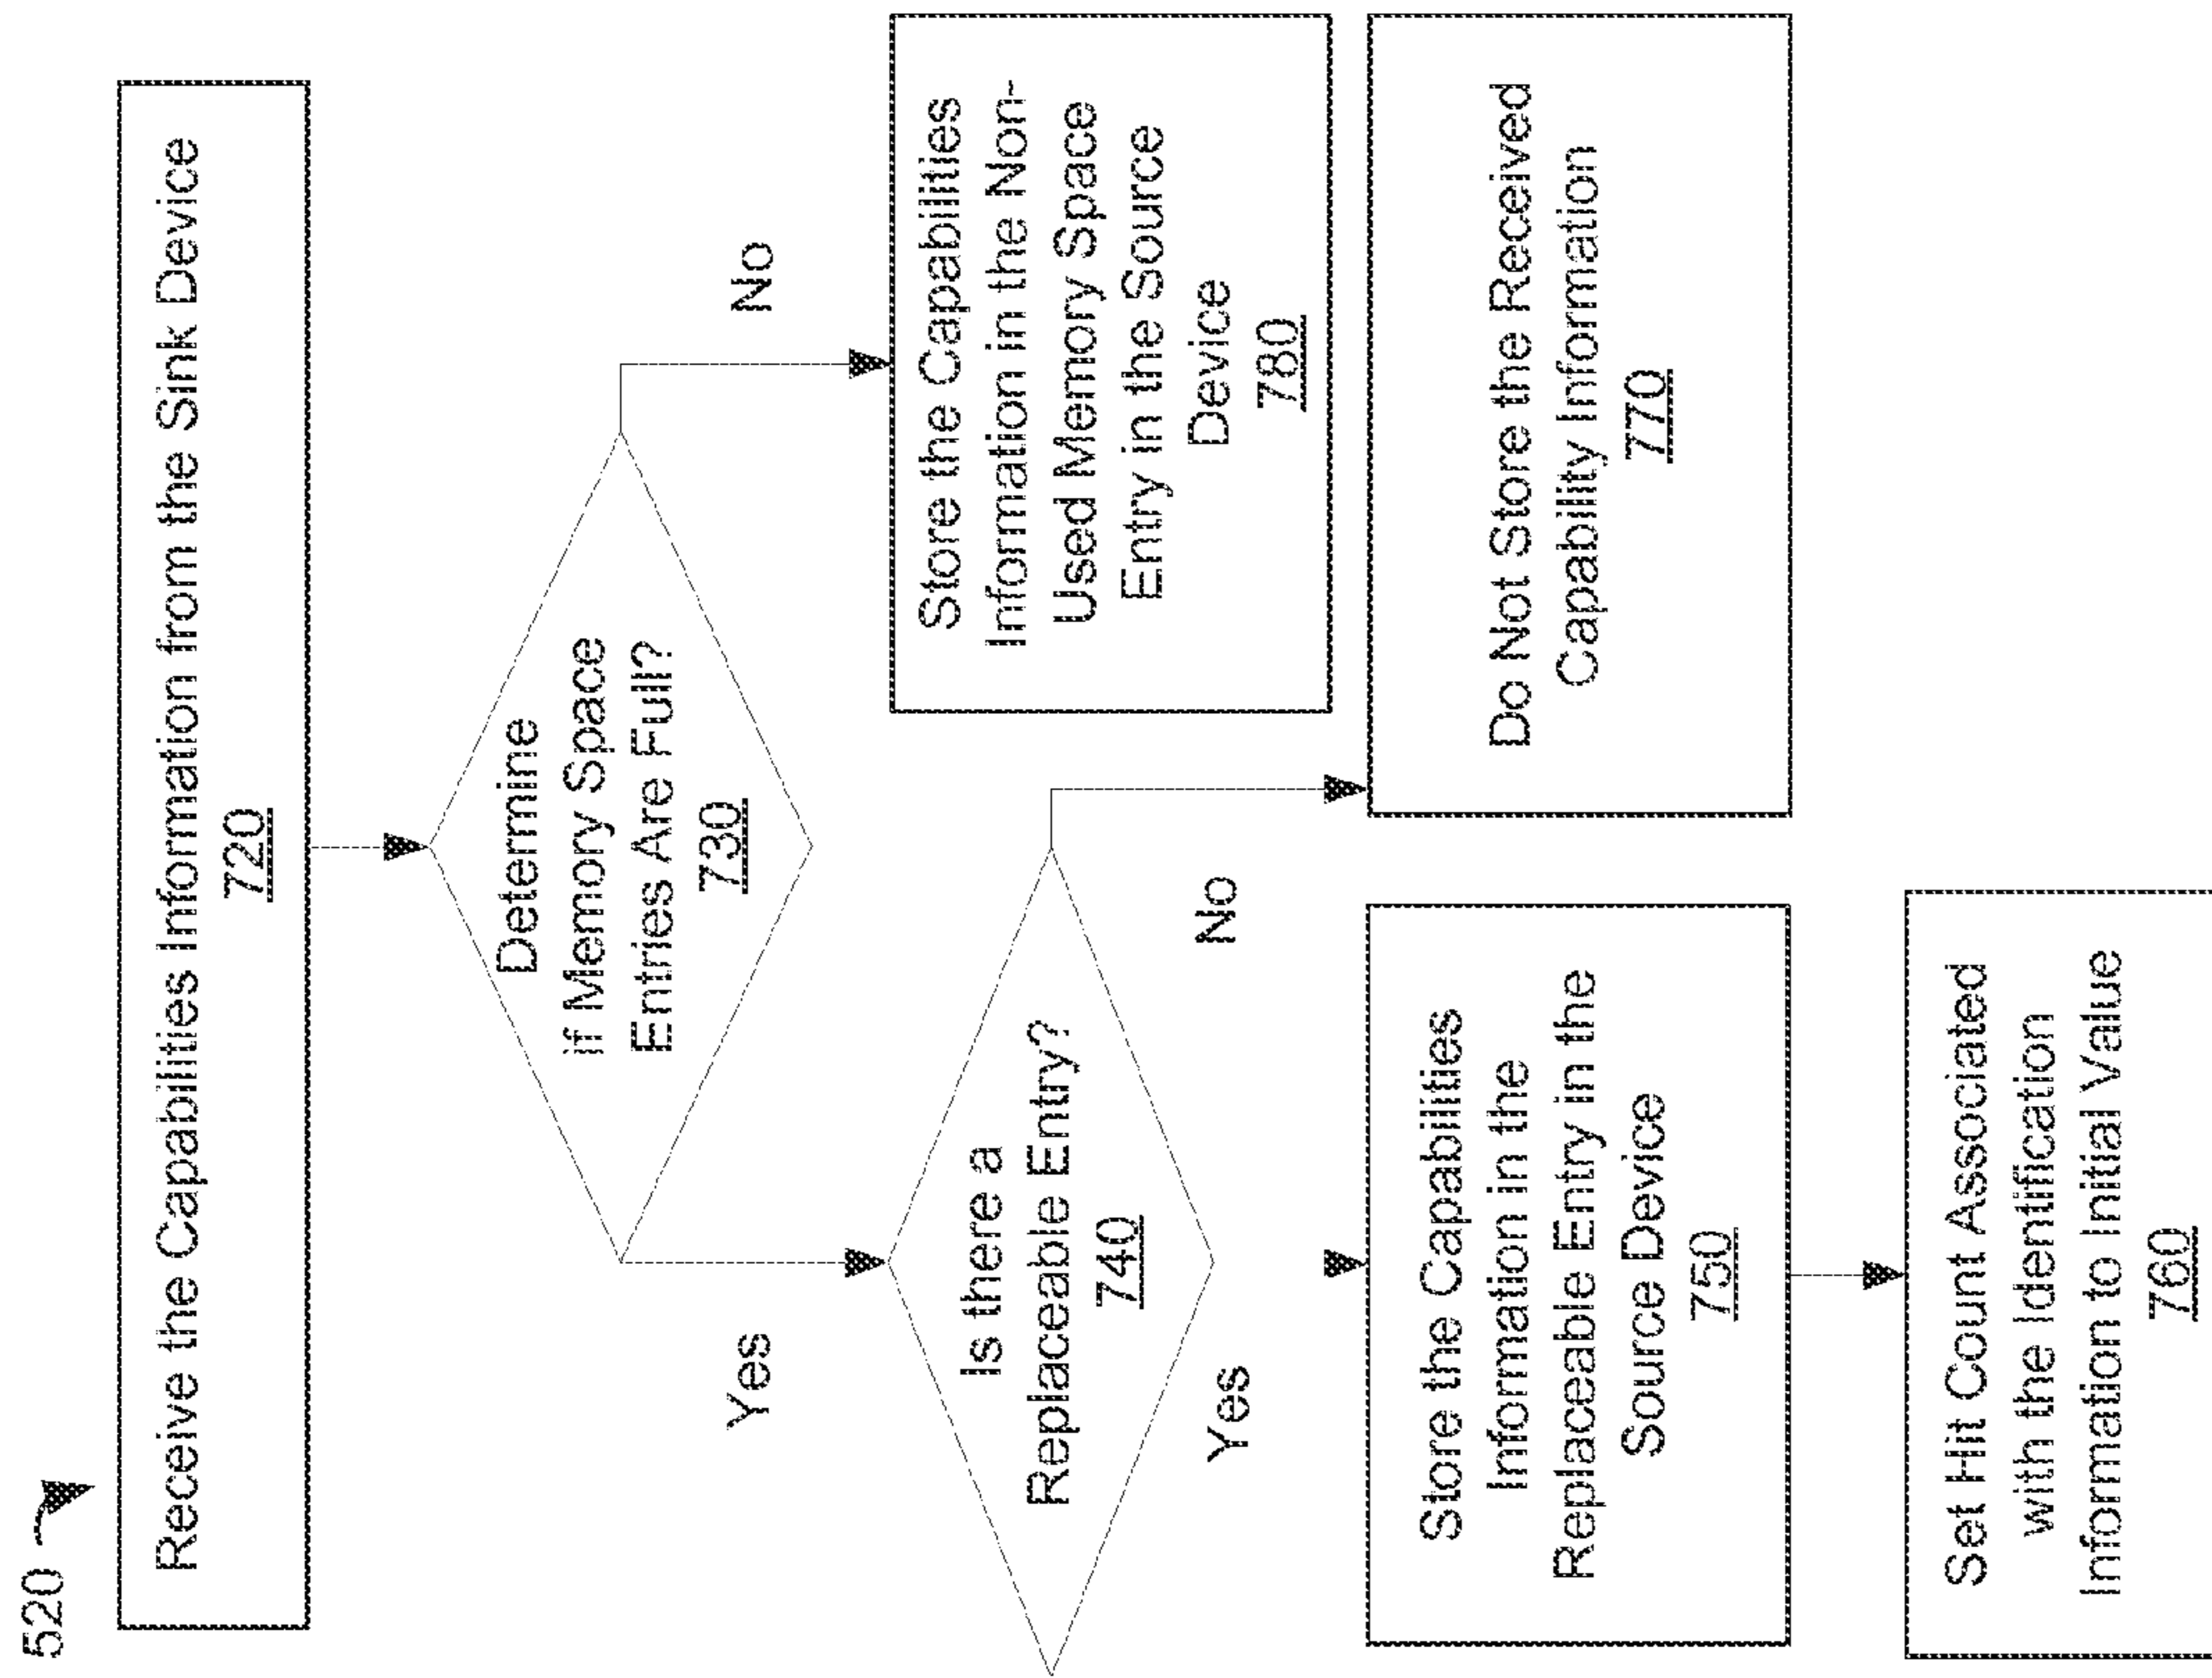 520
Receive the Capabilities Information from the Sink Device
720
Determine
if Memory Space
Entries Are Full?
730
Yes
No
Is there a
Replaceable Entry?
740
Store the Capabilities
Information in the Non-
Used Memory Space
Entry in the Source
Device
780
Yes
No
Store the Capabilities
Information in the
Replaceable Entry in the
Source Device
750
Do Not Store the Received
Capability Information
770
Set Hit Count Associated
with the Identification
Information to Initial Value
760